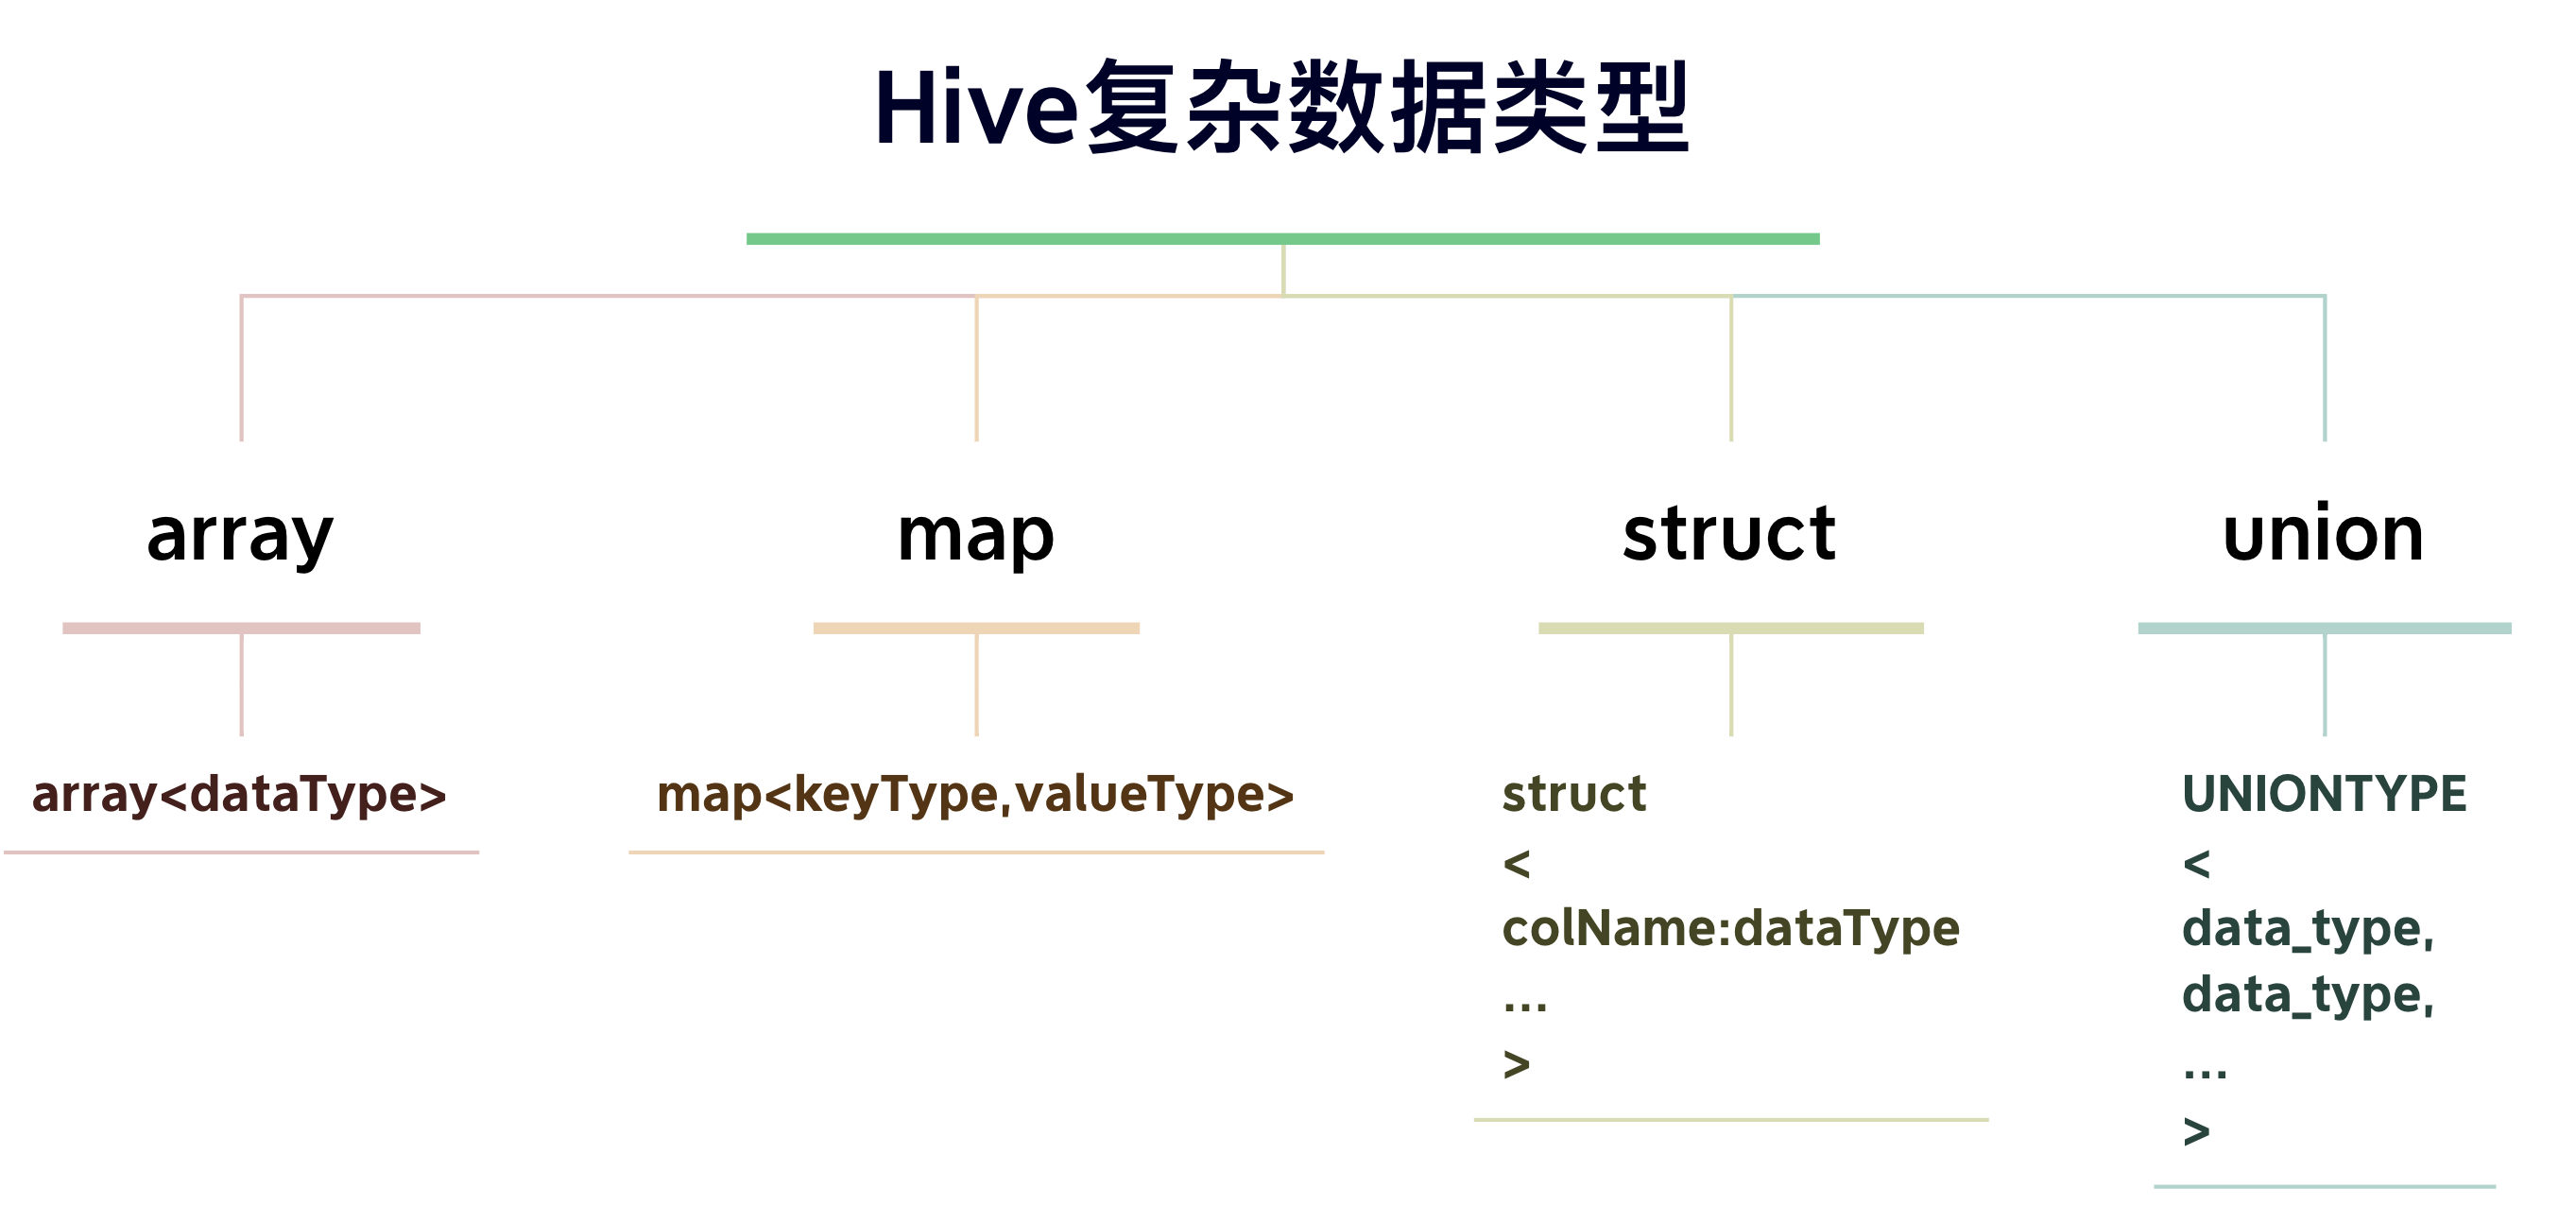 Hive复杂数据类型
array
map
struct
union
array<dataType>
map<keyType,valueType>
struct
<
colName:dataType
...
>
UNIONTYPE
<
data_type,
data_type,
...
>